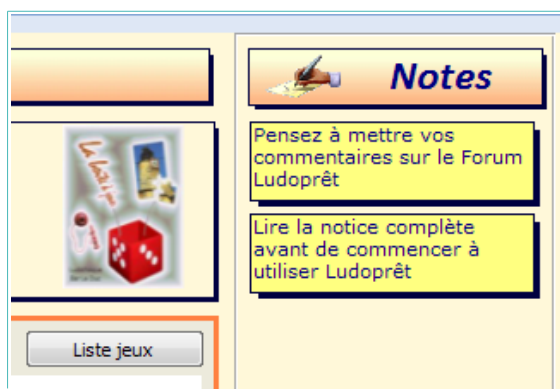 Notes
Pensez à mettre vos
commentaires sur le Forum
Ludoprêt
Lire la notice complète
avant de commencer à
utiliser Ludoprêt
Liste jeux